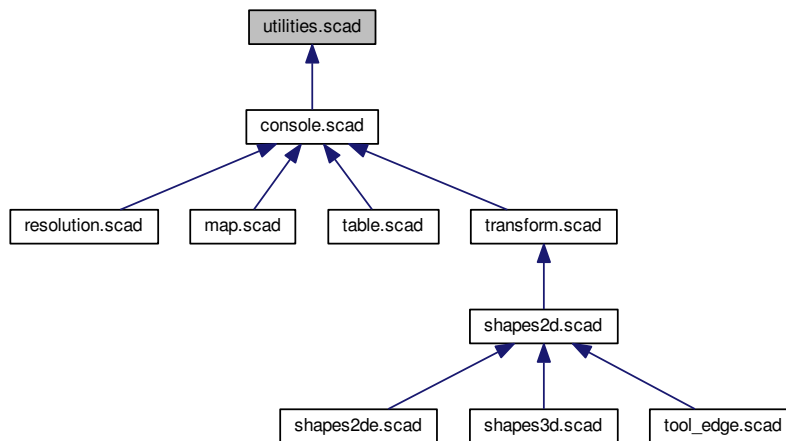 utilities.scad
console.scad
resolution.scad
map.scad
table.scad
transform.scad
shapes2d.scad
shapes2de.scad
shapes3d.scad
tool_edge.scad